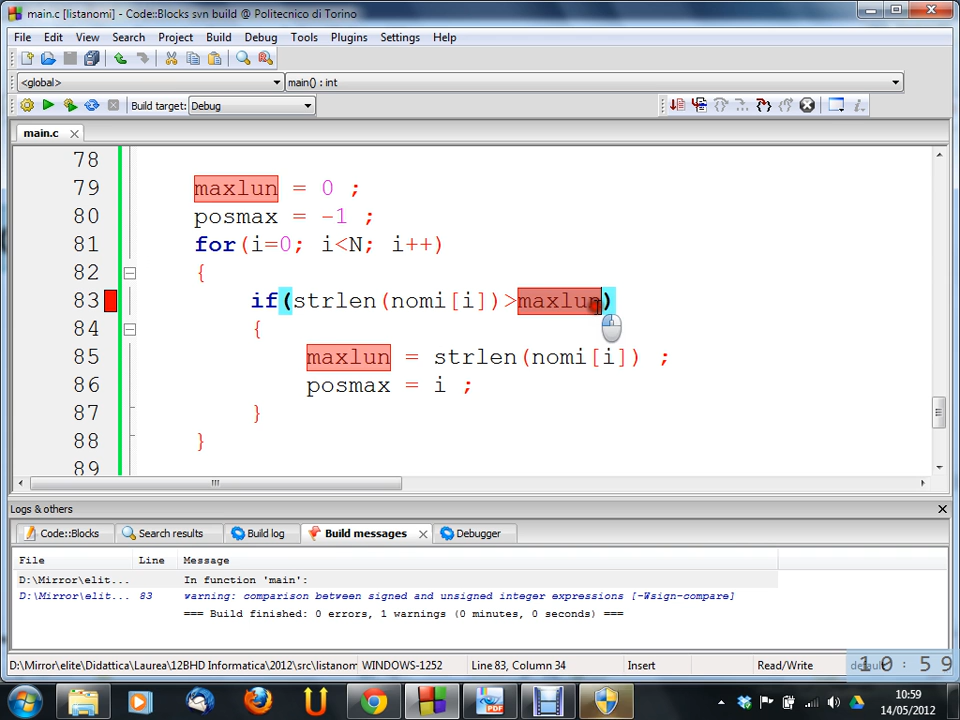 main.c [listanomi] - Code::Blocks svn build @ Politecnico di Torino
File Edit View Search Project Build Debug Tools Plugins Settings Help
<global> main() : int
Build target: Debug
main.c
78
79 maxlun = 0 ;
80 posmax = -1 ;
81 for(i=0; i<N; i++)
82 {
83 if(strlen(nomi[i])>maxlun)
84 {
85 maxlun = strlen(nomi[i]) ;
86 posmax = i ;
87 }
88 }
89
Logs & others
Code::Blocks Search results Build log Build messages Debugger
File Line Message
D:\Mirror\elit... In function 'main':
D:\Mirror\elit... 83 warning: comparison between signed and unsigned integer expressions [-Wsign-compare]
=== Build finished: 0 errors, 1 warnings (0 minutes, 0 seconds) ===
D:\Mirror\elite\Didattica\Laurea\12BHD Informatica\2012\src\listanom WINDOWS-1252 Line 83, Column 34 Insert Read/Write default
10:59
PDF
10:59
14/05/2012